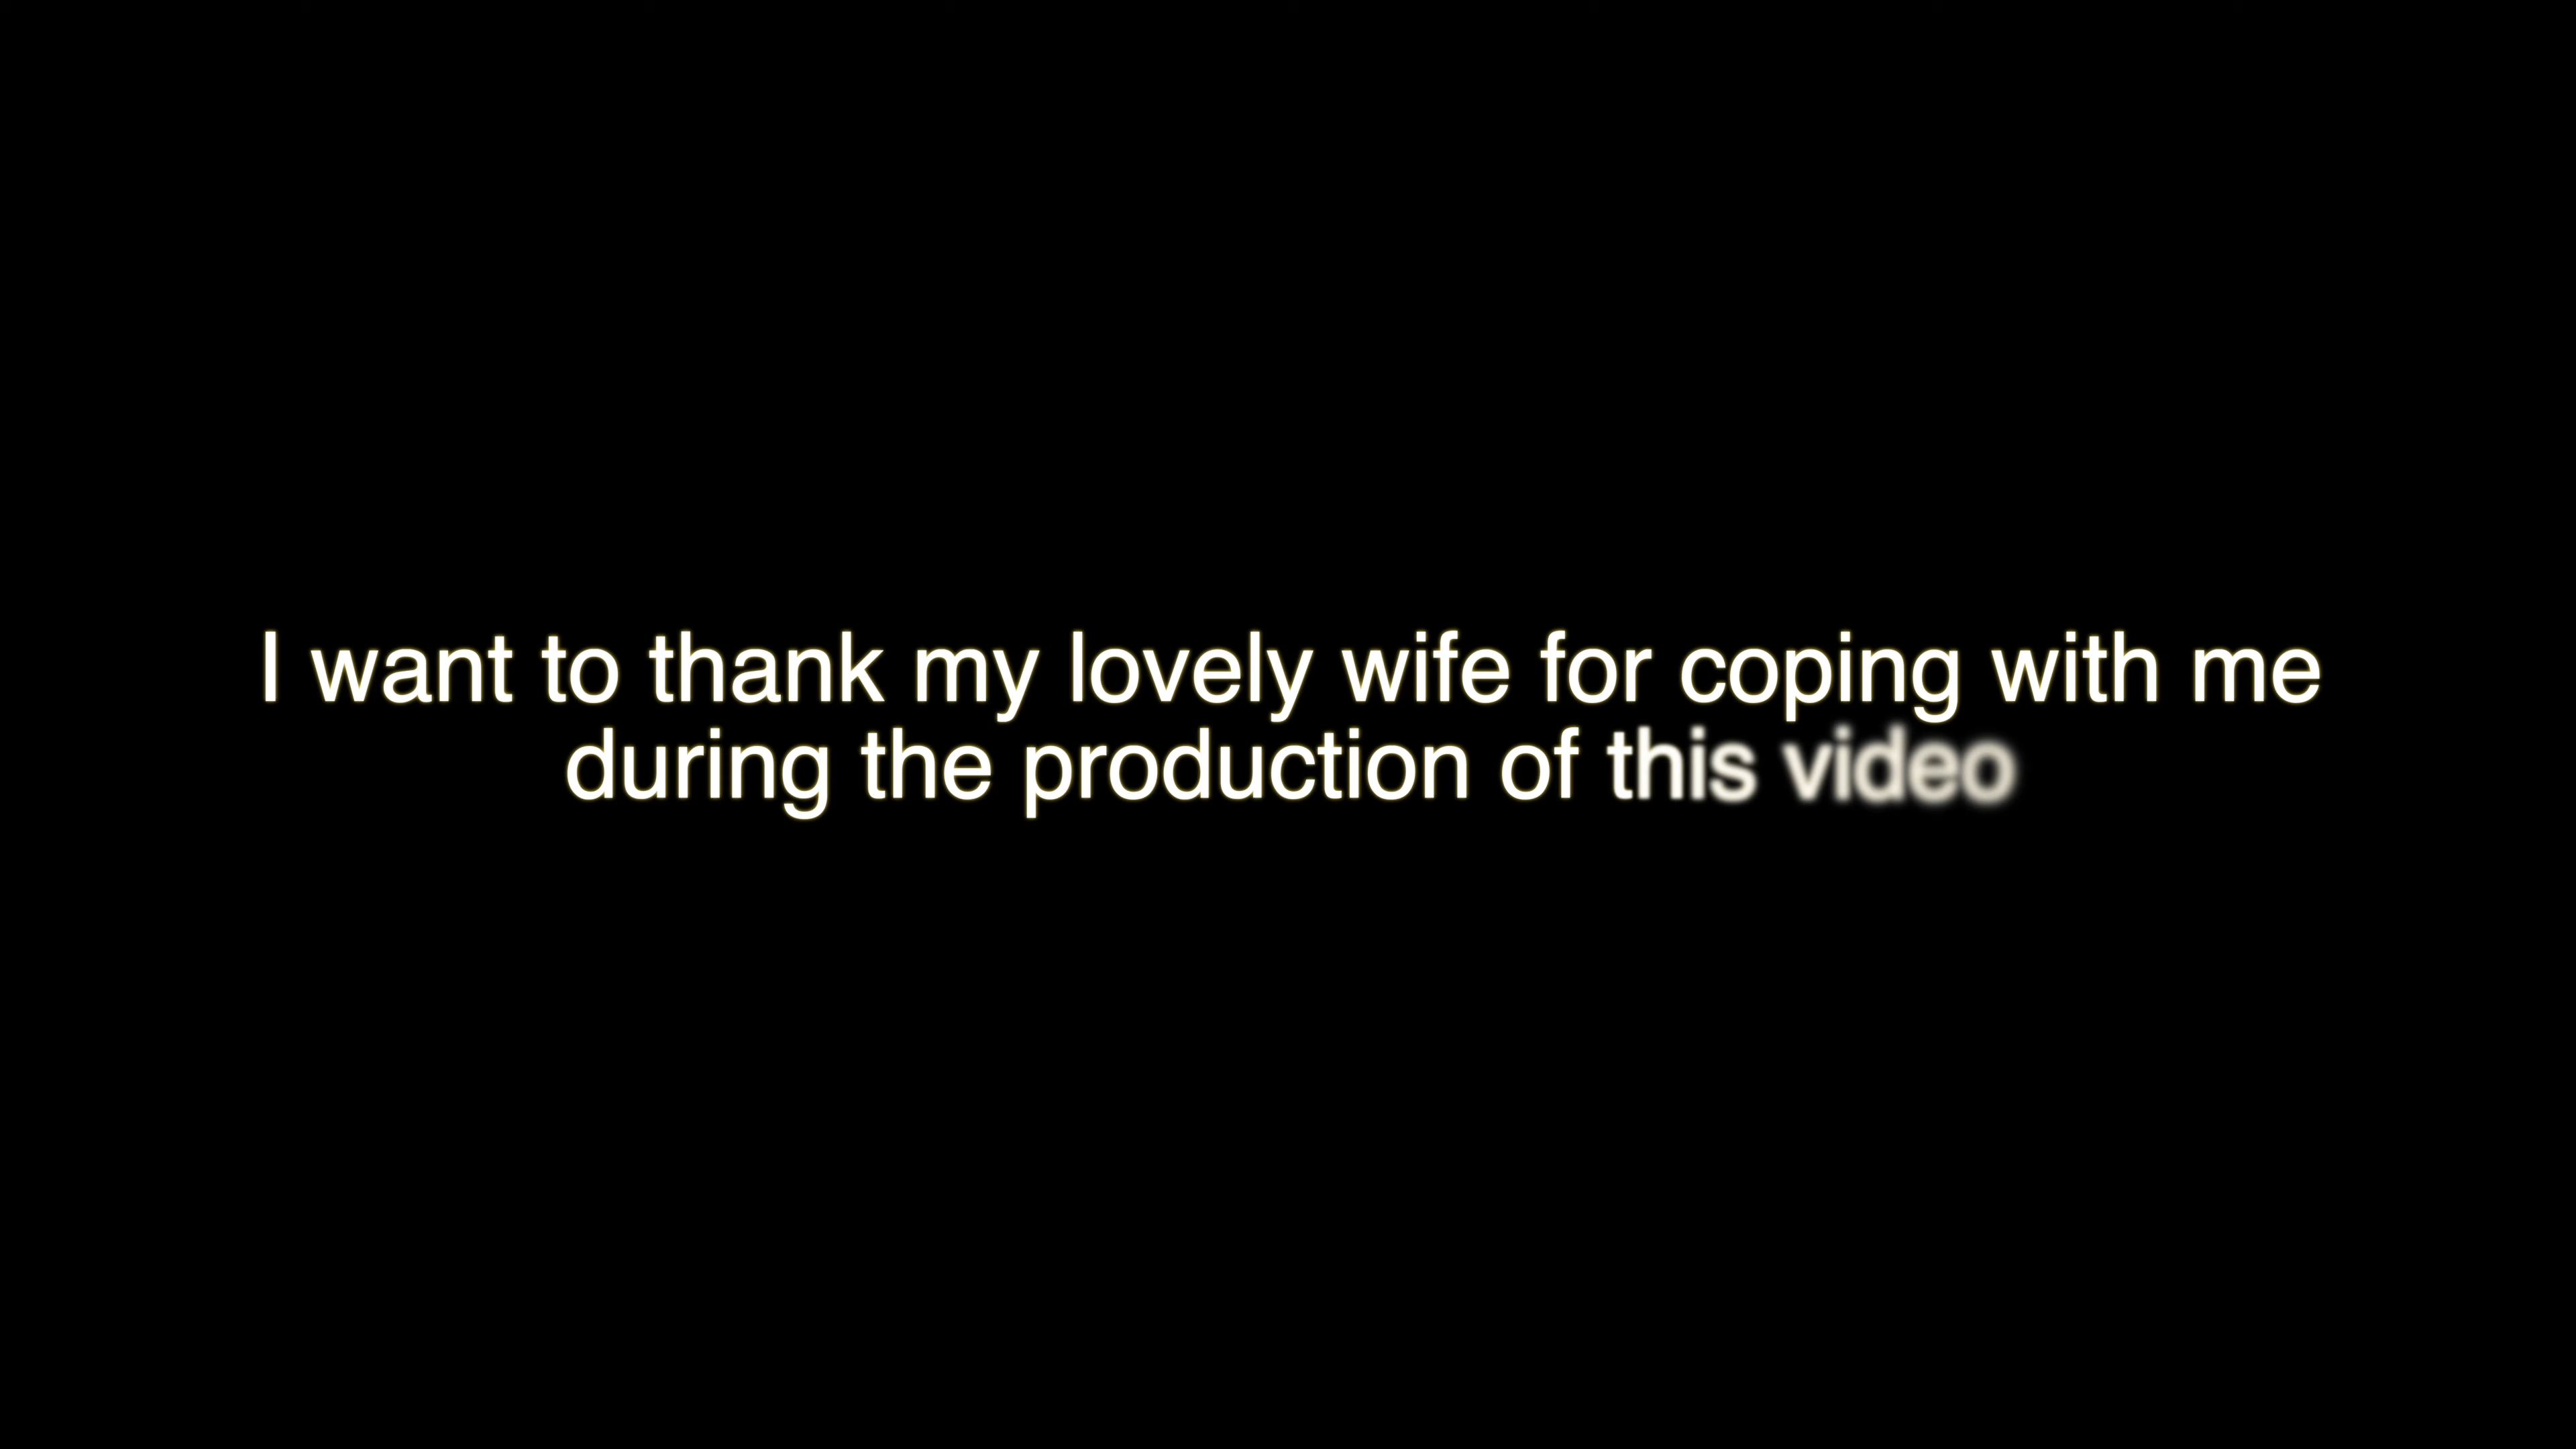 I want to thank my lovely wife for coping with me
during the production of this video